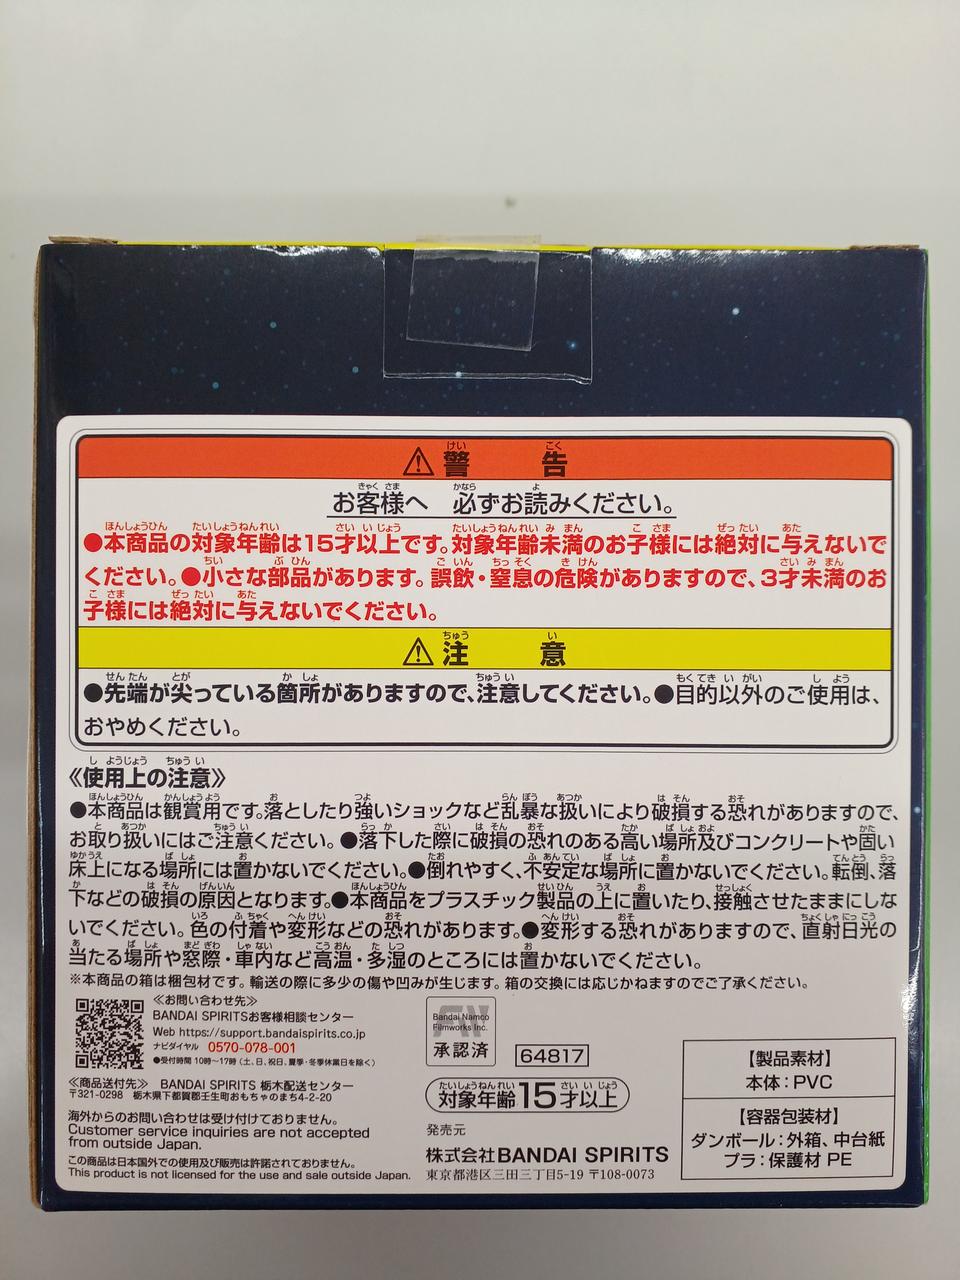 ⚠警告
お客様へ 必ずお読みください。
●本商品の対象年齢は15才以上です。対象年齢未満のお子様には絶対に与えないで
ください。●小さな部品があります。誤飲・窒息の危険がありますので、3才未満のお
子様には絶対に与えないでください。
⚠注意
●先端が尖っている箇所がありますので、注意してください。●目的以外のご使用は、
おやめください。
《使用上の注意》
●本商品は観賞用です。落としたり強いショックなど乱暴な扱いにより破損する恐れがありますので、
お取り扱いにはご注意ください。●落下した際に破損の恐れのある高い場所及びコンクリートや固い
床上になる場所には置かないでください。●倒れやすく、不安定な場所に置かないでください。転倒、落
下などの破損の原因となります。●本商品をプラスチック製品の上に置いたり、接触させたままにしな
いでください。色の付着や変形などの恐れがあります。●変形する恐れがありますので、直射日光の
当たる場所や窓際・車内など高温・多湿のところには置かないでください。
※本商品の箱は梱包材です。輸送の際に多少の傷や凹みが生じます。箱の交換には応じかねますのでご了承ください。
≪お問い合わせ先≫
BANDAI SPIRITSお客様相談センター
Web https://support.bandaispirits.co.jp
ナビダイヤル 0570-078-001
●受付時間 10時〜17時(土、日、祝日、夏季・冬季休業日を除く)
≪商品送付先≫ BANDAI SPIRITS 栃木配送センター
〒321-0298 栃木県下都賀郡壬生町おもちゃのまち4-2-20
海外からのお問い合わせは受け付けておりません。
Customer service inquiries are not accepted
from outside Japan.
この商品は日本国外での使用及び販売は許諾されておりません。
This product is not licensed for the use and sale outside Japan.
Bandai Namco
Filmworks Inc.
承認済
64817
対象年齢15才以上
発売元
株式会社BANDAI SPIRITS
東京都港区三田三丁目5-19 〒108-0073
【製品素材】
本体：PVC
【容器包装材】
ダンボール：外箱、中台紙
プラ：保護材 PE